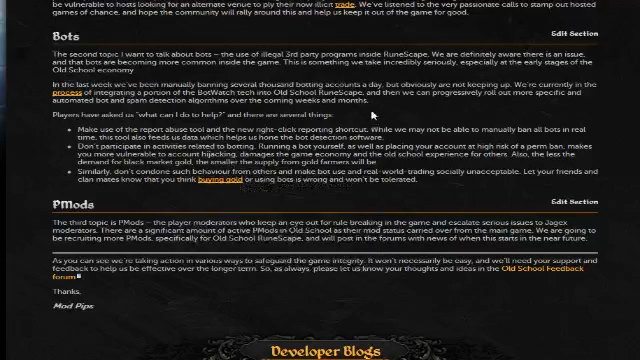 be vulnerable to hosts looking for an alternative venue to ply their now illicit trade. We've listened to the very passionate calls to stamp out hosted
games of chance, and hope the community will rally around this and help us keep it out of the game for good.
Bots
Edit Section
The second topic I want to talk about bots – the use of illegal 3rd party programs inside RuneScape. We are definitely aware there is an issue,
and that bots are becoming more common inside the game. This is something we take incredibly seriously, especially at the early stages of the
Old School economy.
In the last week we've been manually banning several thousand botting accounts a day, but obviously are not keeping up. We're currently in the
process of integrating a portion of the BotWatch tech into Old School RuneScape, and then we can progressively roll out more specific and
automated bot and spam detection algorithms over the coming weeks and months.
Players have asked us "what can I do to help?" and there are several things:
• Make use of the report abuse tool and the new right-click reporting shortcut. While we may not be able to manually ban all bots in real
time, this tool also feeds us data which helps us hone the bot detection software.
• Don't participate in activities related to botting. Running a bot yourself, as well as placing your account at high risk of a perm ban, makes
you more vulnerable to account hijacking, damages the game economy and the old school experience for others. Also, the less the
demand for black market gold, the smaller the supply from gold farmers will be.
• Similarly, don't condone such behaviour from others and make bot use and real-world-trading socially unacceptable. Let your friends and
clan mates know that you think buying gold or using bots is wrong and won't be tolerated.
PMods
Edit Section
The third topic is PMods – the player moderators who keep an eye out for rule breaking in the game and escalate serious issues to Jagex
moderators. There are a significant amount of active PMods in Old School as their mod status carried over from the main game. We are going to
be recruiting more PMods, specifically for Old School RuneScape, and will post in the forums with news of when this starts in the near future.
As you can see we're taking action in various ways to safeguard the game integrity. It won't necessarily be easy, and we'll need your support and
feedback to help us be effective over the longer term. So, as always, please let us know your thoughts and ideas in the Old School Feedback
forum
Thanks,
Mod Pips
Developer Blogs